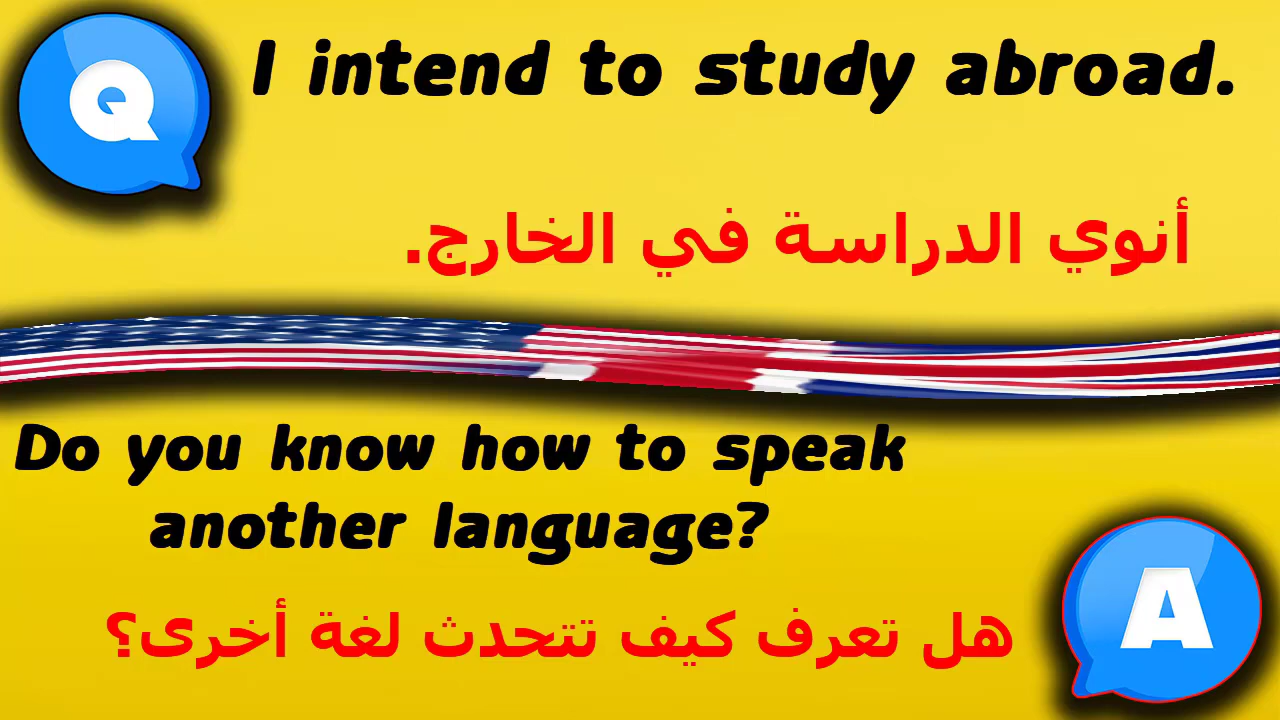 Q
I intend to study abroad.
أنوي الدراسة في الخارج.
Do you know how to speak
another language?
هل تعرف كيف تتحدث لغة أخرى؟
A